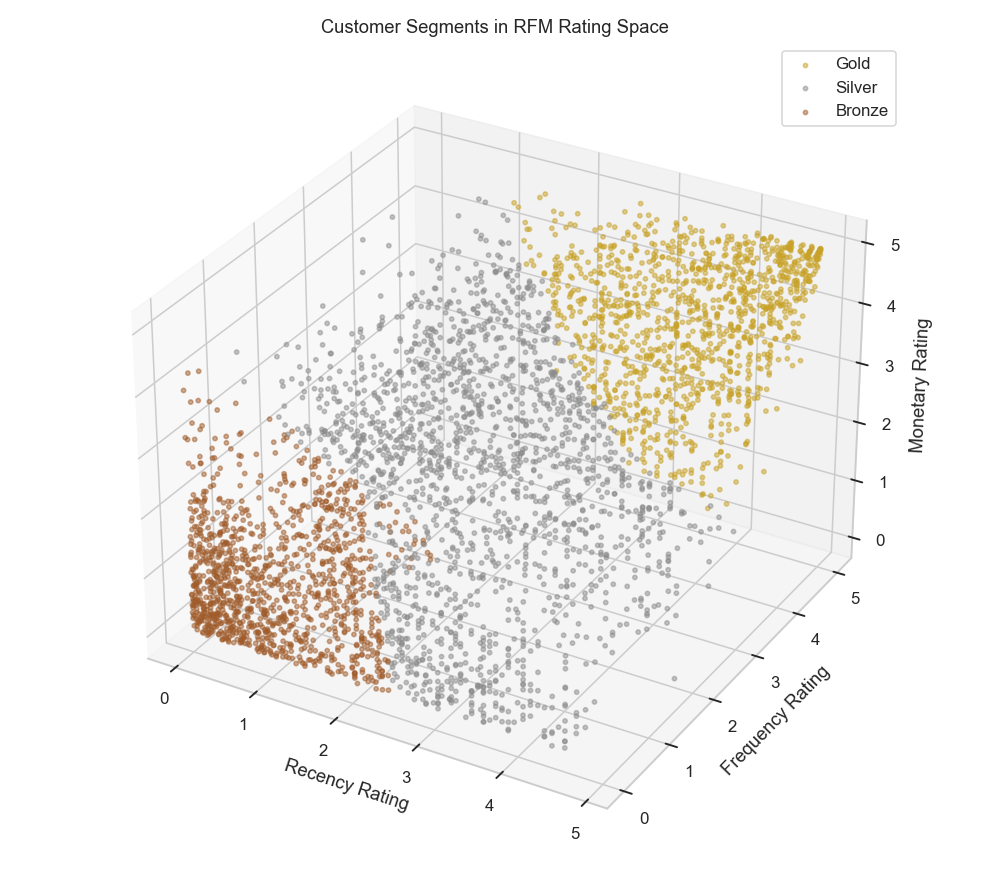 Customer Segments in RFM Rating Space
Gold
Silver
Bronze
5
4
3
2
1
0
Monetary Rating
5
4
3
2
1
0
Frequency Rating
0
1
2
3
4
5
Recency Rating